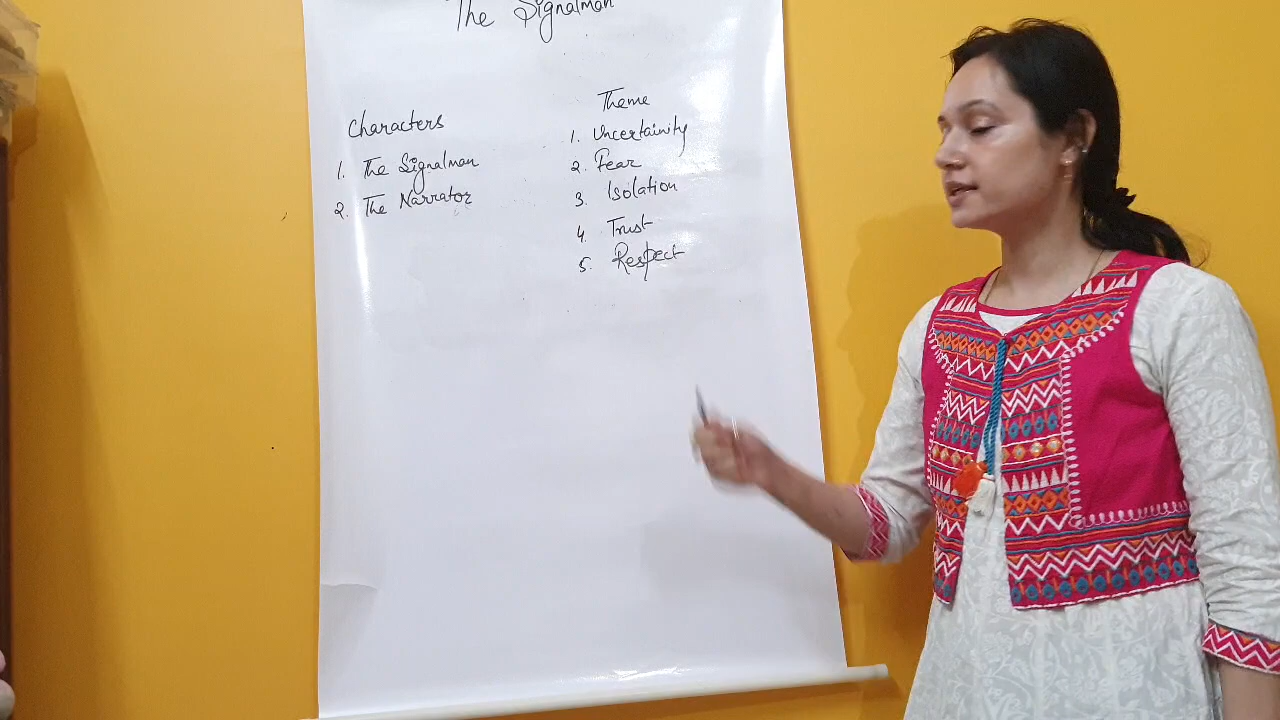 The Signalman
Characters
1. The Signalman
2. The Narrator
Theme
1. Uncertainity
2. Fear
3. Isolation
4. Trust
5. Respect